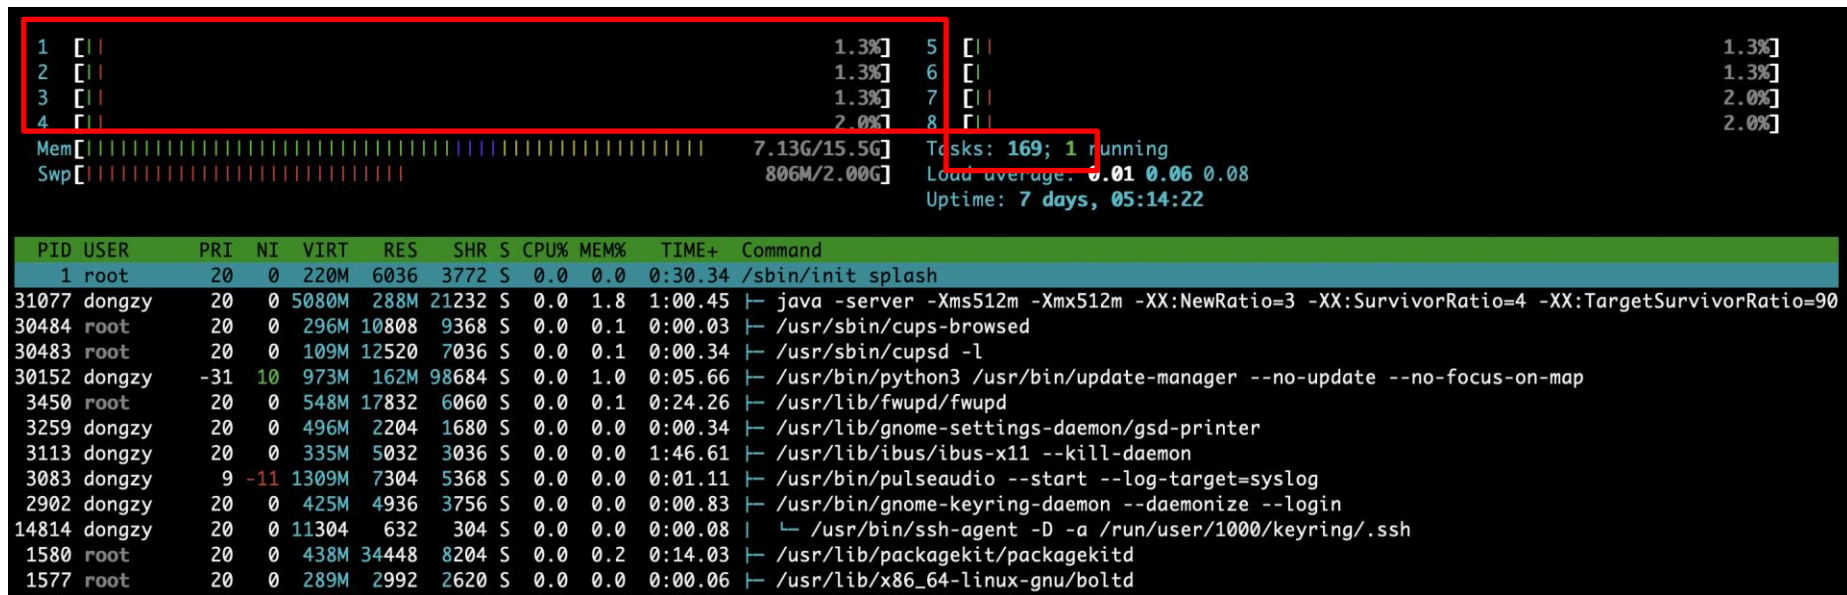 1 [|| 1.3%] 5 [|| 1.3%]
2 [|| 1.3%] 6 [| 1.3%]
3 [|| 1.3%] 7 [|| 2.0%]
4 [|| 2.0%] 8 [|| 2.0%]
Mem[||||||||||||||||||||||||||||||||||||||||||||||||||||| 7.13G/15.5G] Tasks: 169; 1 running
Swp[|||||||||||||||||||||||||||| 806M/2.00G] Load average: 0.01 0.06 0.08
Uptime: 7 days, 05:14:22
PID USER PRI NI VIRT RES SHR S CPU% MEM% TIME+ Command
1 root 20 0 220M 6036 3772 S 0.0 0.0 0:30.34 /sbin/init splash
31077 dongzy 20 0 5080M 288M 21232 S 0.0 1.8 1:00.45 ├─ java -server -Xms512m -Xmx512m -XX:NewRatio=3 -XX:SurvivorRatio=4 -XX:TargetSurvivorRatio=90
30484 root 20 0 296M 10808 9368 S 0.0 0.1 0:00.03 ├─ /usr/sbin/cups-browsed
30483 root 20 0 109M 12520 7036 S 0.0 0.1 0:00.34 ├─ /usr/sbin/cupsd -l
30152 dongzy -31 10 973M 162M 98684 S 0.0 1.0 0:05.66 ├─ /usr/bin/python3 /usr/bin/update-manager --no-update --no-focus-on-map
3450 root 20 0 548M 17832 6060 S 0.0 0.1 0:24.26 ├─ /usr/lib/fwupd/fwupd
3259 dongzy 20 0 496M 2204 1680 S 0.0 0.0 0:00.34 ├─ /usr/lib/gnome-settings-daemon/gsd-printer
3113 dongzy 20 0 335M 5032 3036 S 0.0 0.0 1:46.61 ├─ /usr/lib/ibus/ibus-x11 --kill-daemon
3083 dongzy 9 -11 1309M 7304 5368 S 0.0 0.0 0:01.11 ├─ /usr/bin/pulseaudio --start --log-target=syslog
2902 dongzy 20 0 425M 4936 3756 S 0.0 0.0 0:00.83 ├─ /usr/bin/gnome-keyring-daemon --daemonize --login
14814 dongzy 20 0 11304 632 304 S 0.0 0.0 0:00.08 │ └─ /usr/bin/ssh-agent -D -a /run/user/1000/keyring/.ssh
1580 root 20 0 438M 34448 8204 S 0.0 0.2 0:14.03 ├─ /usr/lib/packagekit/packagekitd
1577 root 20 0 289M 2992 2620 S 0.0 0.0 0:00.06 ├─ /usr/lib/x86_64-linux-gnu/boltd